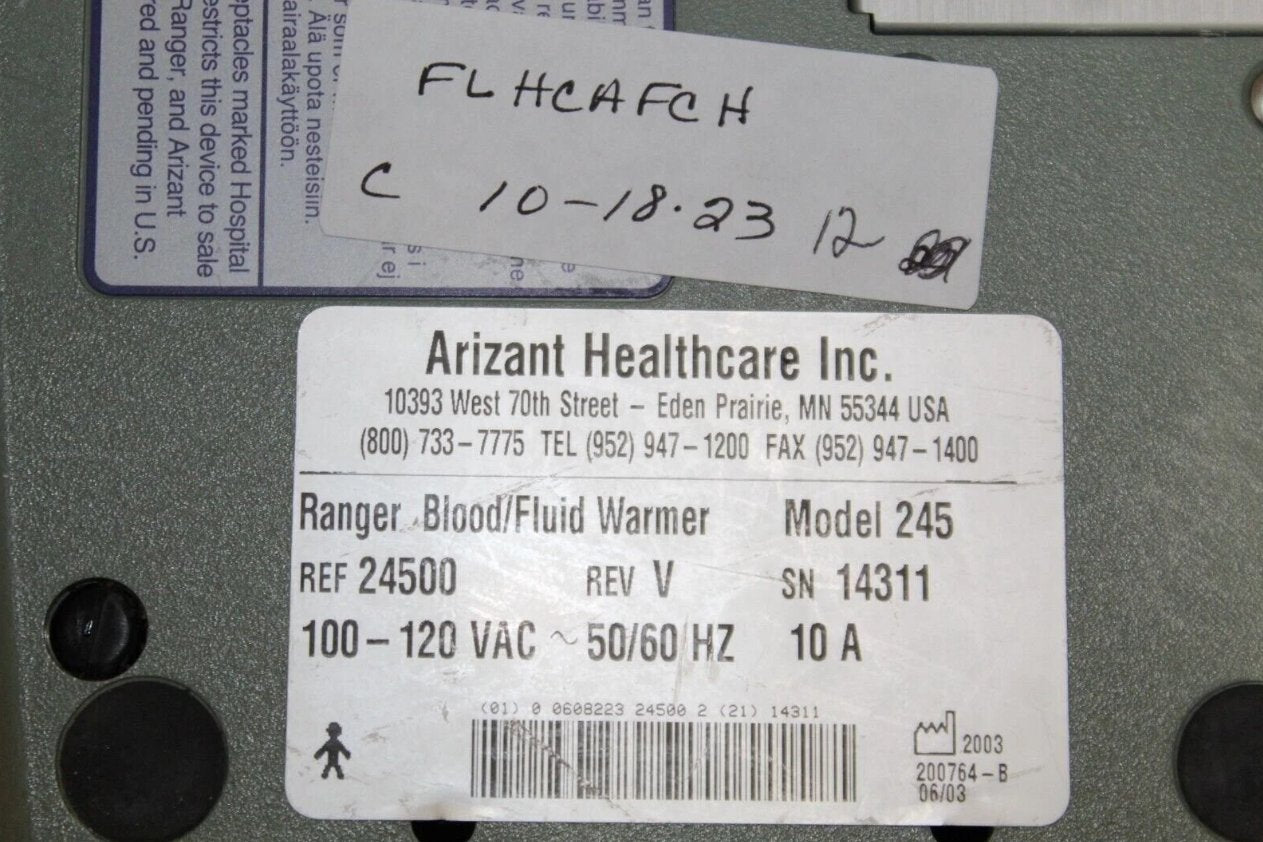 eptacles marked Hospital
estricts this device to sale
Ranger, and Arizant
red and pending in U.S.
Älä upota nesteisiin.
airaalakäyttöön.
FLHCAFCH
C 10-18.23 12
Arizant Healthcare Inc.
10393 West 70th Street – Eden Prairie, MN 55344 USA
(800) 733-7775 TEL (952) 947-1200 FAX (952) 947-1400
Ranger Blood/Fluid Warmer Model 245
REF 24500 REV V SN 14311
100-120 VAC ~ 50/60 HZ 10 A
(01) 0 0608223 24500 2 (21) 14311
2003
200764-B
06/03